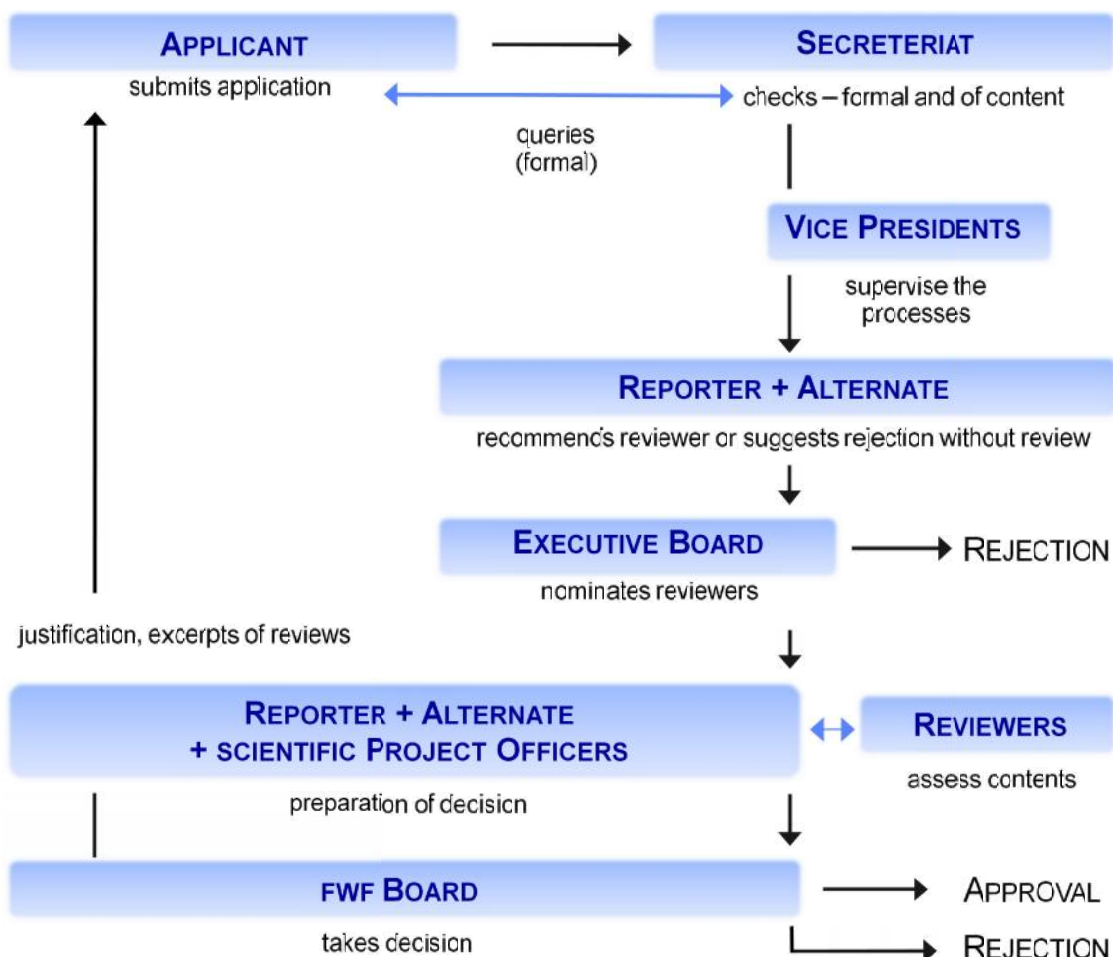 APPLICANT
submits application
SECRETERIAT
checks – formal and of content
queries
(formal)
VICE PRESIDENTS
supervise the
processes
REPORTER + ALTERNATE
recommends reviewer or suggests rejection without review
EXECUTIVE BOARD
REJECTION
nominates reviewers
justification, excerpts of reviews
REPORTER + ALTERNATE
+ SCIENTIFIC PROJECT OFFICERS
REVIEWERS
preparation of decision
assess contents
FWF BOARD
APPROVAL
takes decision
REJECTION